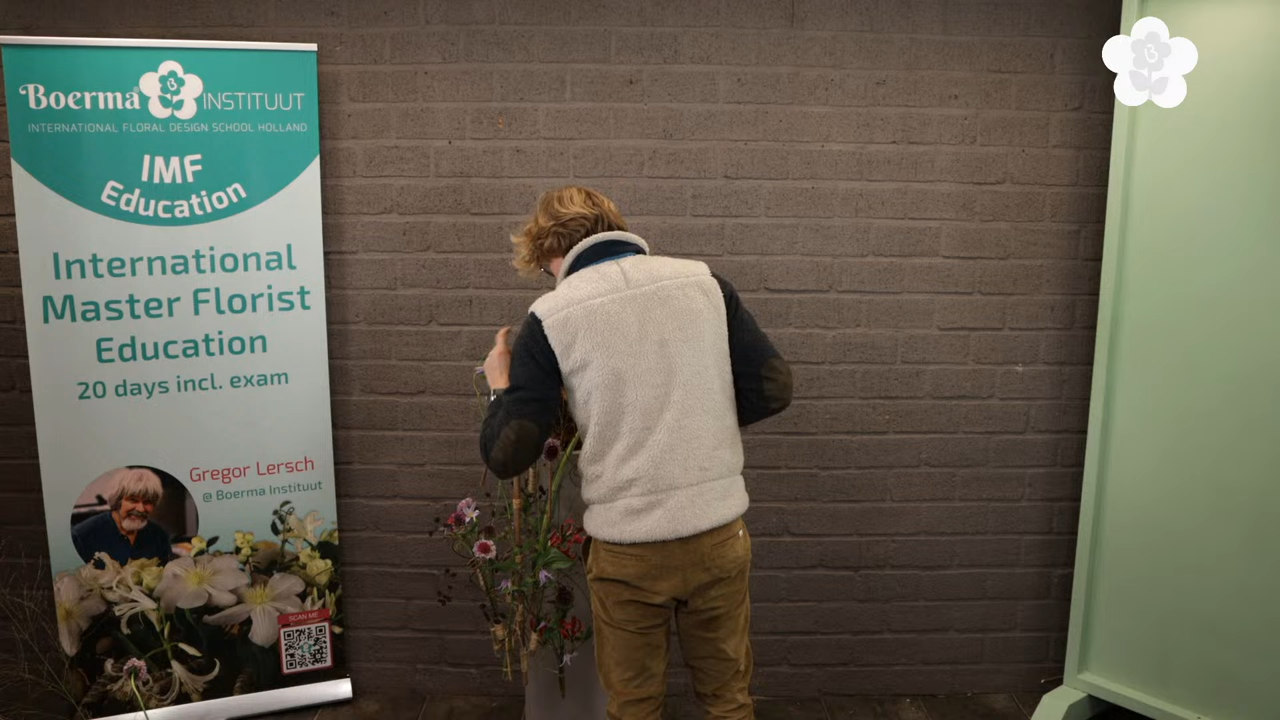 Boerma INSTITUUT
INTERNATIONAL FLORAL DESIGN SCHOOL HOLLAND
IMF
Education
International
Master Florist
Education
20 days incl. exam
Gregor Lersch
@ Boerma Instituut
SCAN ME